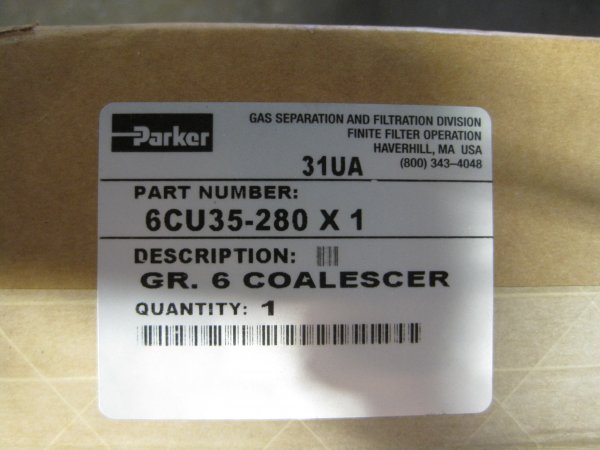 Parker
GAS SEPARATION AND FILTRATION DIVISION
FINITE FILTER OPERATION
HAVERHILL, MA USA
31UA
(800) 343-4048
PART NUMBER:
6CU35-280 X 1
DESCRIPTION:
GR. 6 COALESCER
QUANTITY: 1